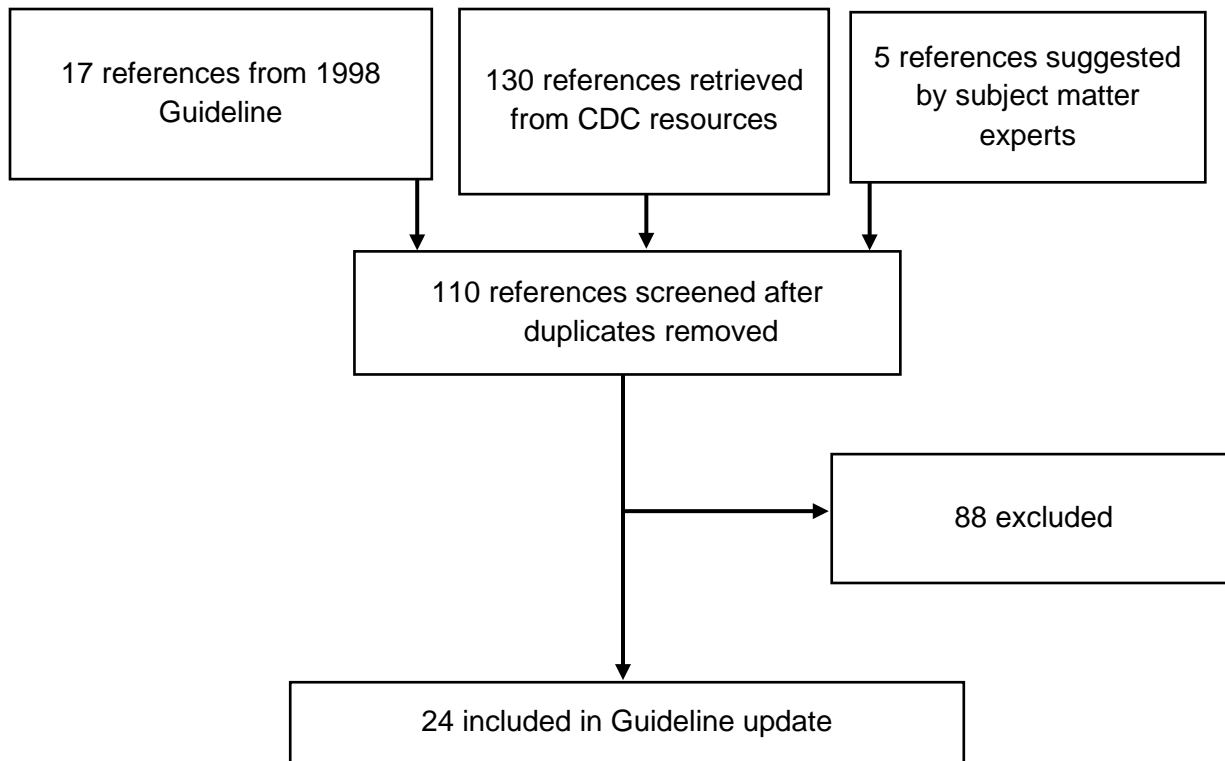 17 references from 1998
Guideline
130 references retrieved
from CDC resources
5 references suggested
by subject matter
experts
110 references screened after
duplicates removed
88 excluded
24 included in Guideline update